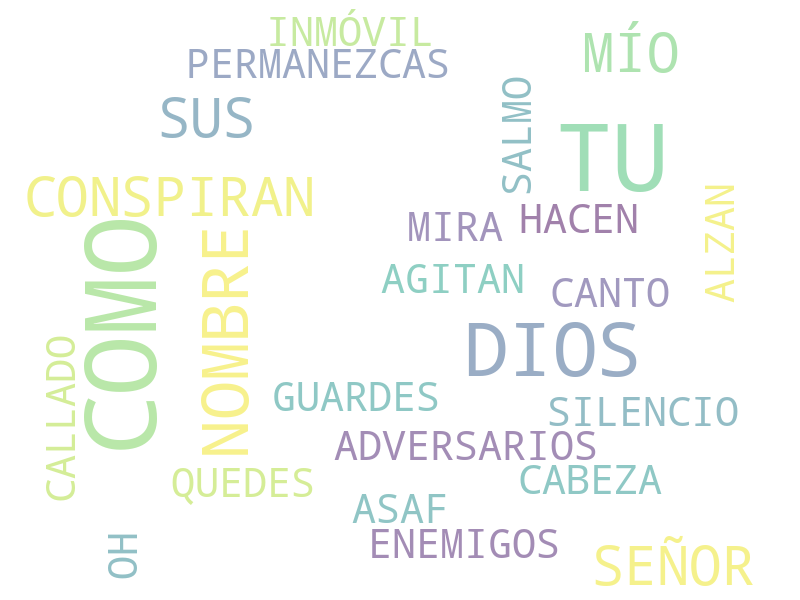 INMÓVIL
MÍO
PERMANEZCAS
SUS
SALMO
TU
CONSPIRAN
ALZAN
MIRA
HACEN
COMO
NOMBRE
AGITAN
CANTO
DIOS
CALLADO
GUARDES
SILENCIO
ADVERSARIOS
QUEDES
CABEZA
ASAF
OH
ENEMIGOS
SEÑOR